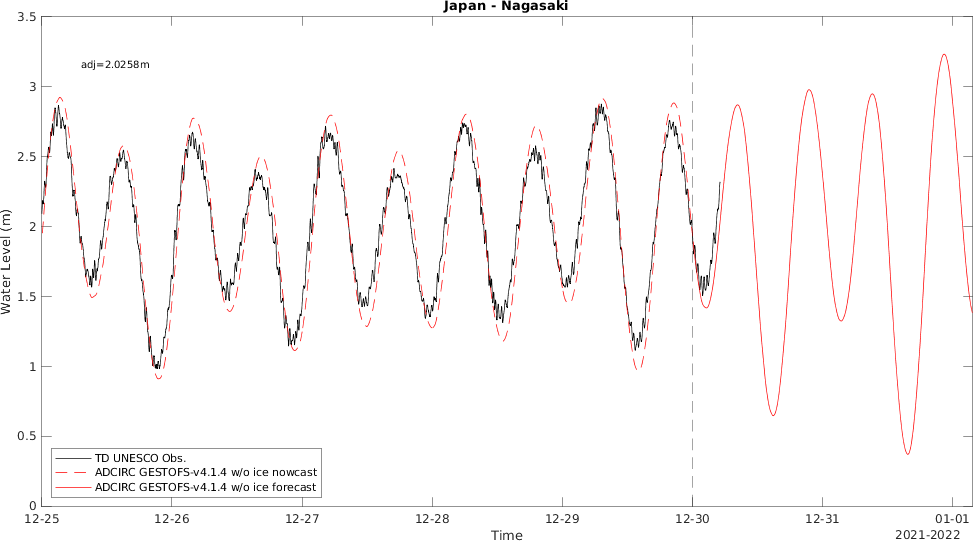 Japan - Nagasaki
3.5
3
2.5
2
1.5
1
0.5
0
Water Level (m)
adj=2.0258m
TD UNESCO Obs.
ADCIRC GESTOFS-v4.1.4 w/o ice nowcast
ADCIRC GESTOFS-v4.1.4 w/o ice forecast
12-25 12-26 12-27 12-28 12-29 12-30 12-31 01-01
Time
2021-2022